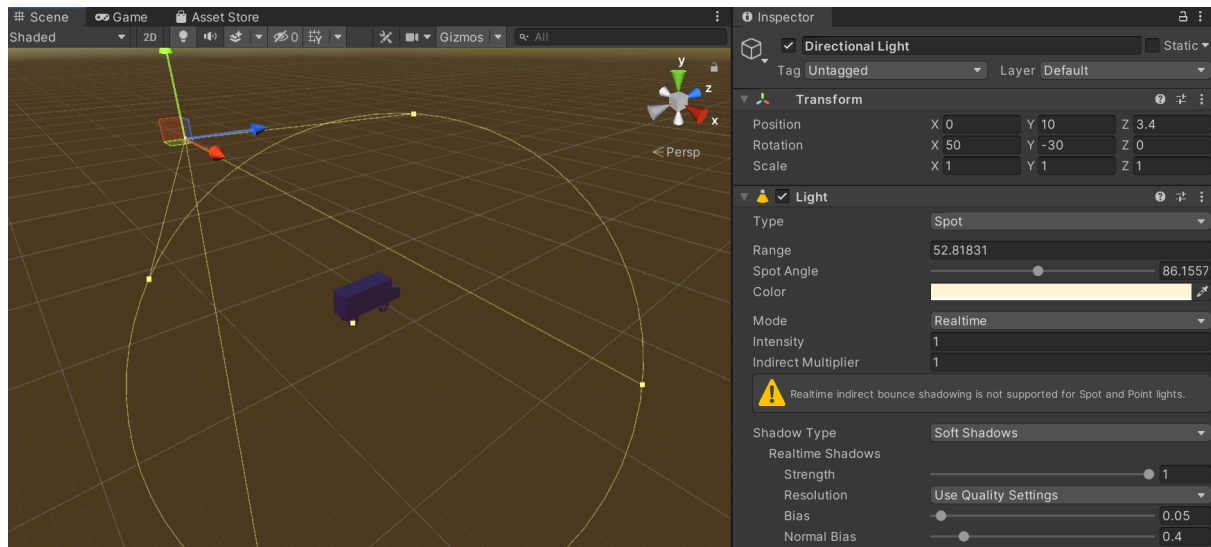 Scene Game Asset Store
Shaded 2D 0 Gizmos All
y
z
x
Persp
Inspector
Directional Light Static
Tag Untagged Layer Default
Transform
Position X 0 Y 10 Z 3.4
Rotation X 50 Y -30 Z 0
Scale X 1 Y 1 Z 1
Light
Type Spot
Range 52.81831
Spot Angle 86.1557
Color
Mode Realtime
Intensity 1
Indirect Multiplier 1
Realtime indirect bounce shadowing is not supported for Spot and Point lights.
Shadow Type Soft Shadows
Realtime Shadows
Strength 1
Resolution Use Quality Settings
Bias 0.05
Normal Bias 0.4